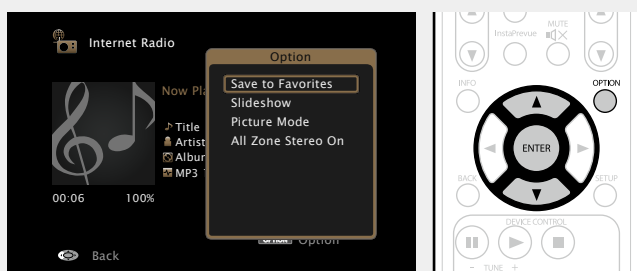 Internet Radio
Option
Now Pl
Save to Favorites
Slideshow
Picture Mode
All Zone Stereo On
Title
Artist
Albur
MP3
00:06 100%
Option
Back
InstaPrevue
MUTE
INFO
OPTION
ENTER
BACK
SETUP
DEVICE CONTROL
- TUNE +